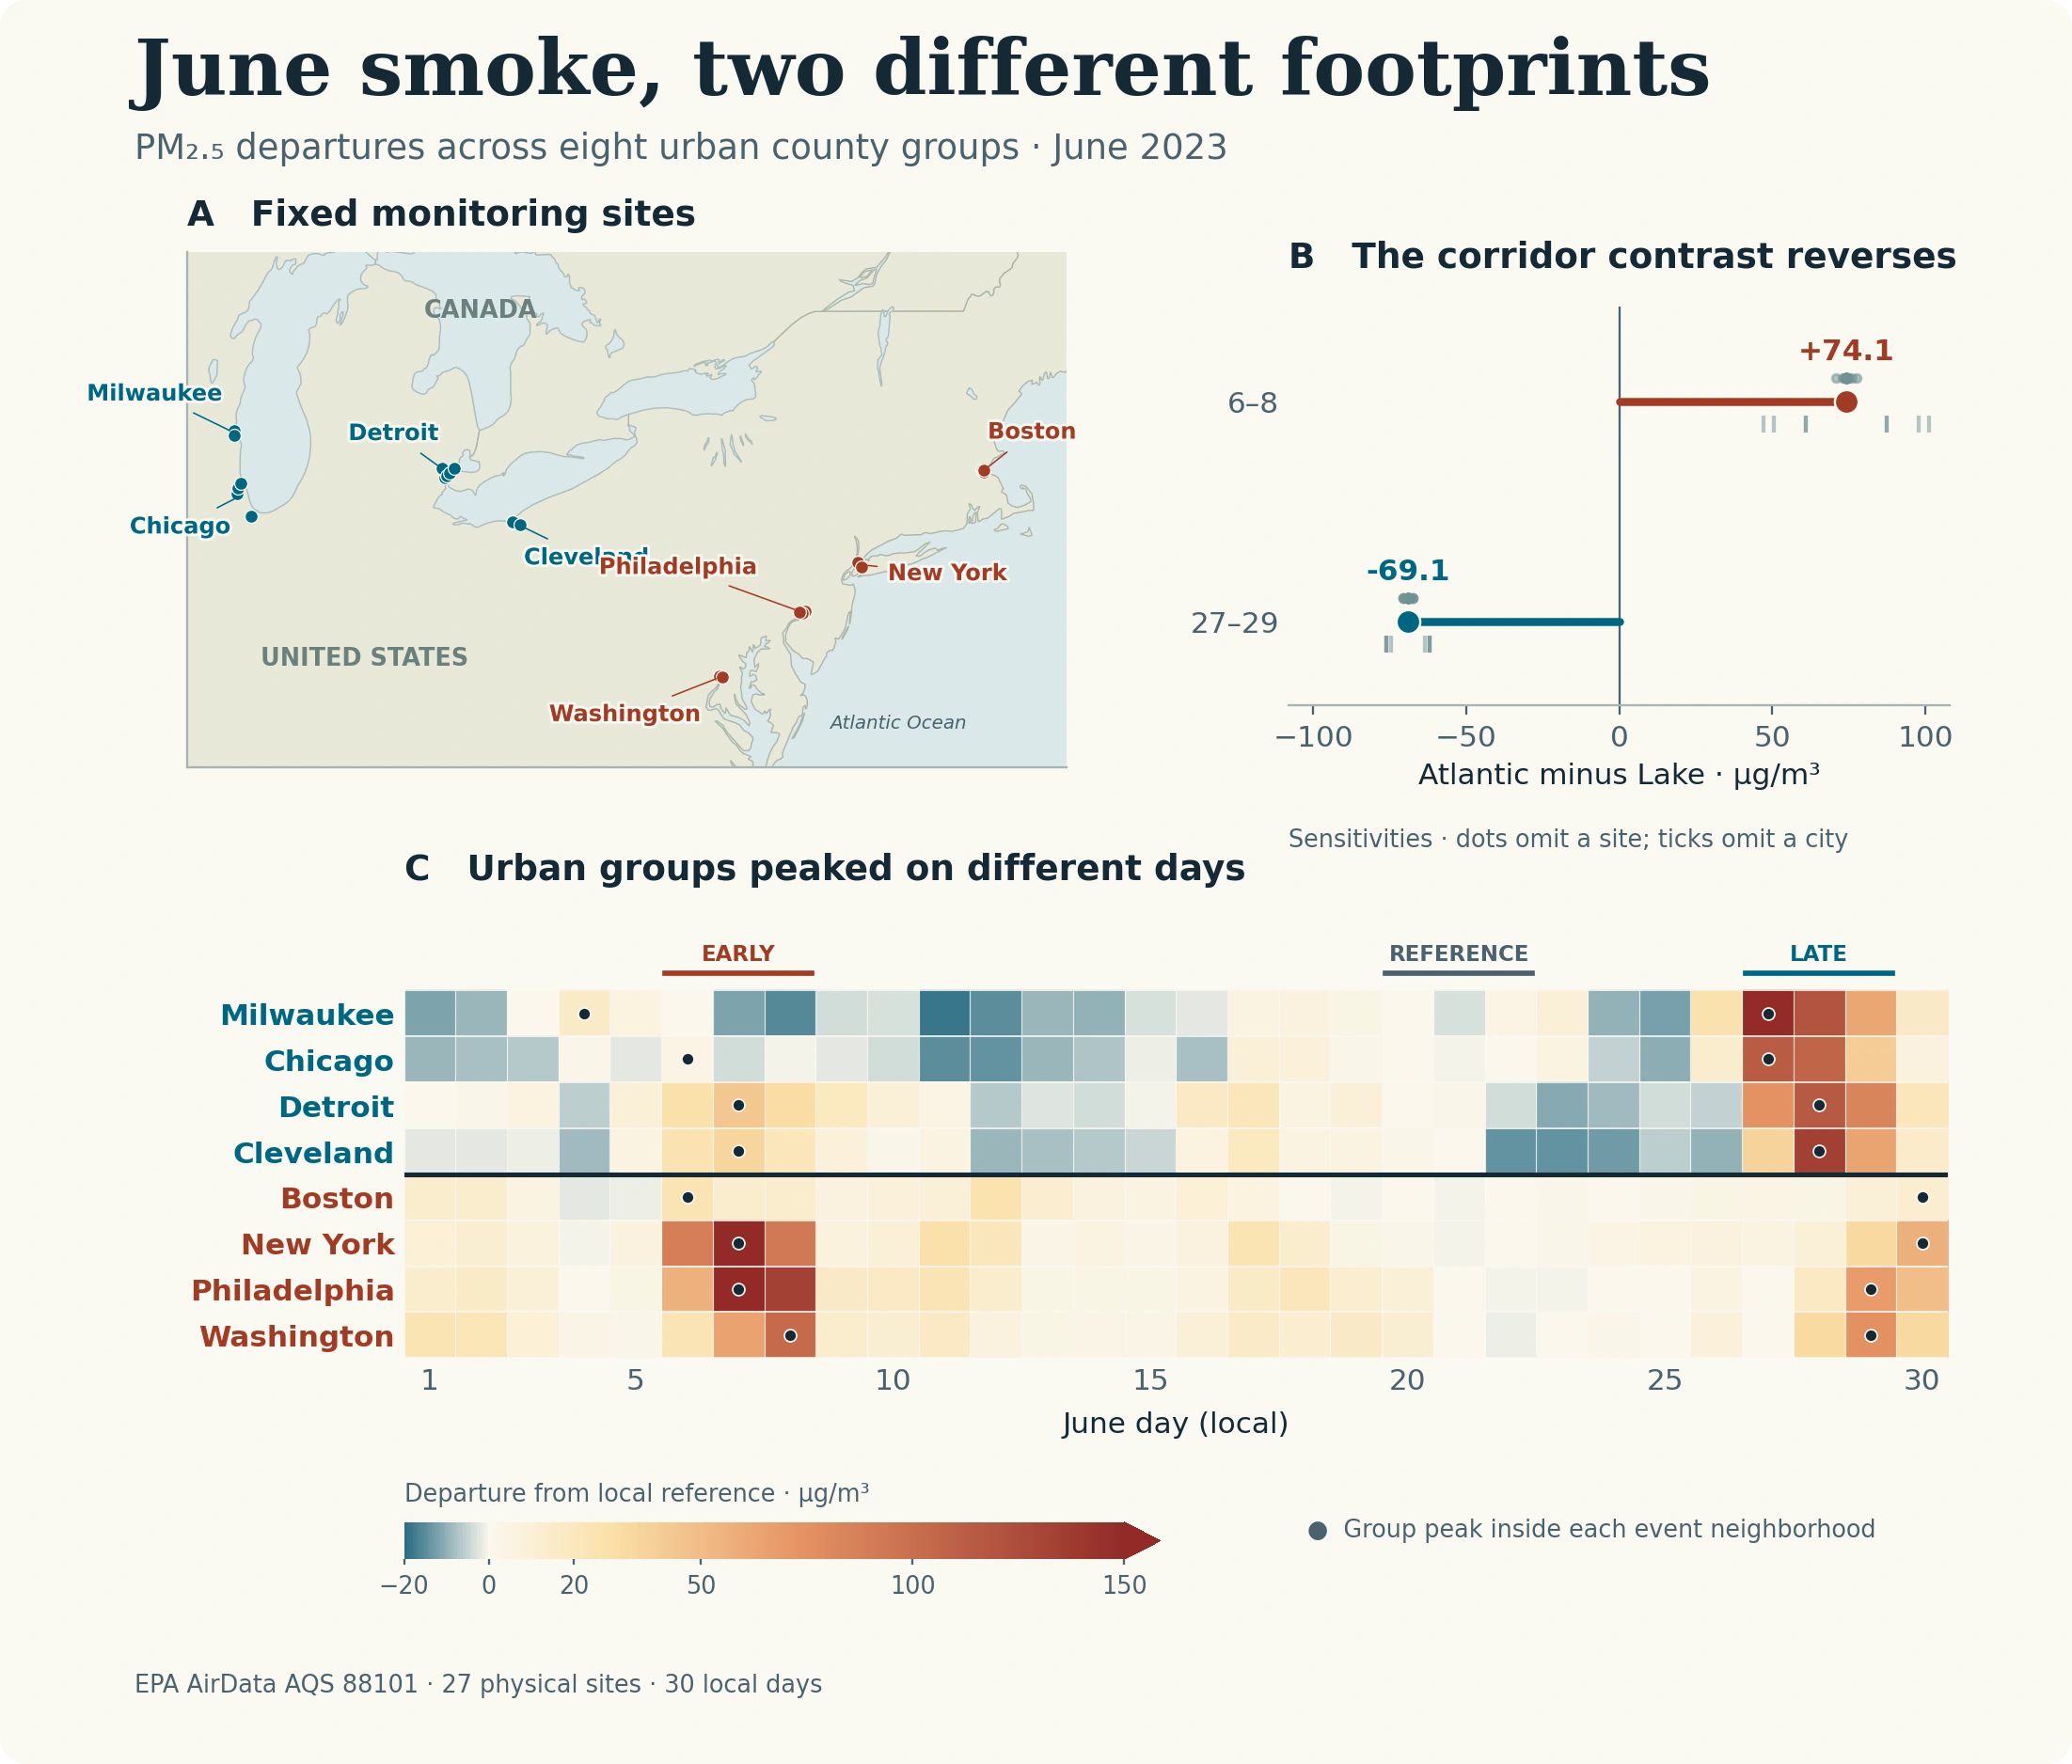 June smoke, two different footprints
PM₂.₅ departures across eight urban county groups · June 2023
A Fixed monitoring sites
CANADA
Milwaukee
Detroit
Boston
Chicago
Cleveland
Philadelphia
New York
UNITED STATES
Washington
Atlantic Ocean
B The corridor contrast reverses
+74.1
6–8
-69.1
27–29
−100 −50 0 50 100
Atlantic minus Lake · µg/m³
Sensitivities · dots omit a site; ticks omit a city
C Urban groups peaked on different days
EARLY REFERENCE LATE
Milwaukee
Chicago
Detroit
Cleveland
Boston
New York
Philadelphia
Washington
1 5 10 15 20 25 30
June day (local)
Departure from local reference · µg/m³
−20 0 20 50 100 150
Group peak inside each event neighborhood
EPA AirData AQS 88101 · 27 physical sites · 30 local days